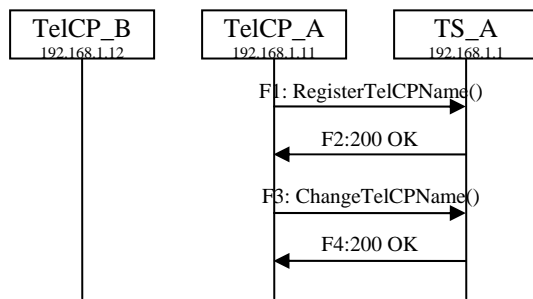 TelCP_B
192.168.1.12
TelCP_A
192.168.1.11
TS_A
192.168.1.1
F1: RegisterTelCPName()
F2:200 OK
F3: ChangeTelCPName()
F4:200 OK